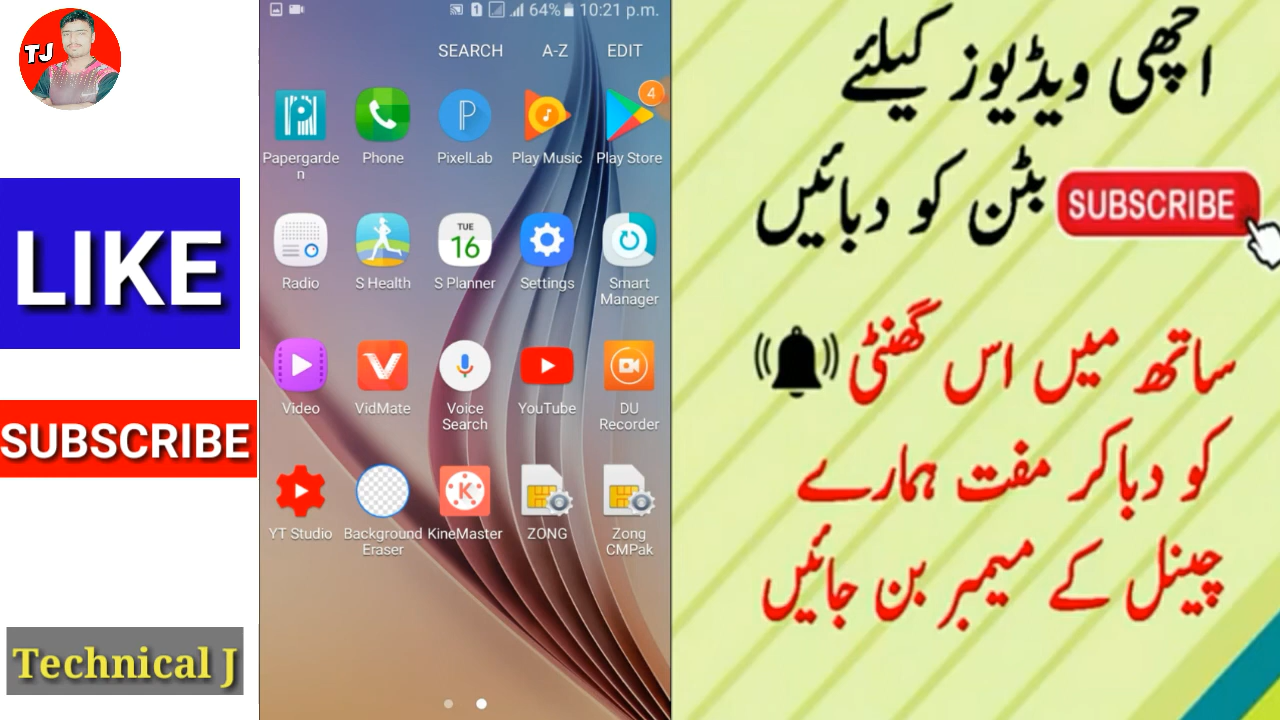 TJ
LIKE
SUBSCRIBE
Technical J
64% 10:21 p.m.
SEARCH A-Z EDIT
4
Papergarden Phone PixelLab Play Music Play Store
TUE
16
Radio S Health S Planner Settings Smart Manager
Video VidMate Voice Search YouTube DU Recorder
YT Studio Background Eraser KineMaster ZONG Zong CMPak
اچھی ویڈیوز کیلئے
SUBSCRIBE بٹن کو دبائیں
ساتھ میں اس گھنٹی
کو دباکر مفت ہمارے
چینل کے میمبر بن جائیں